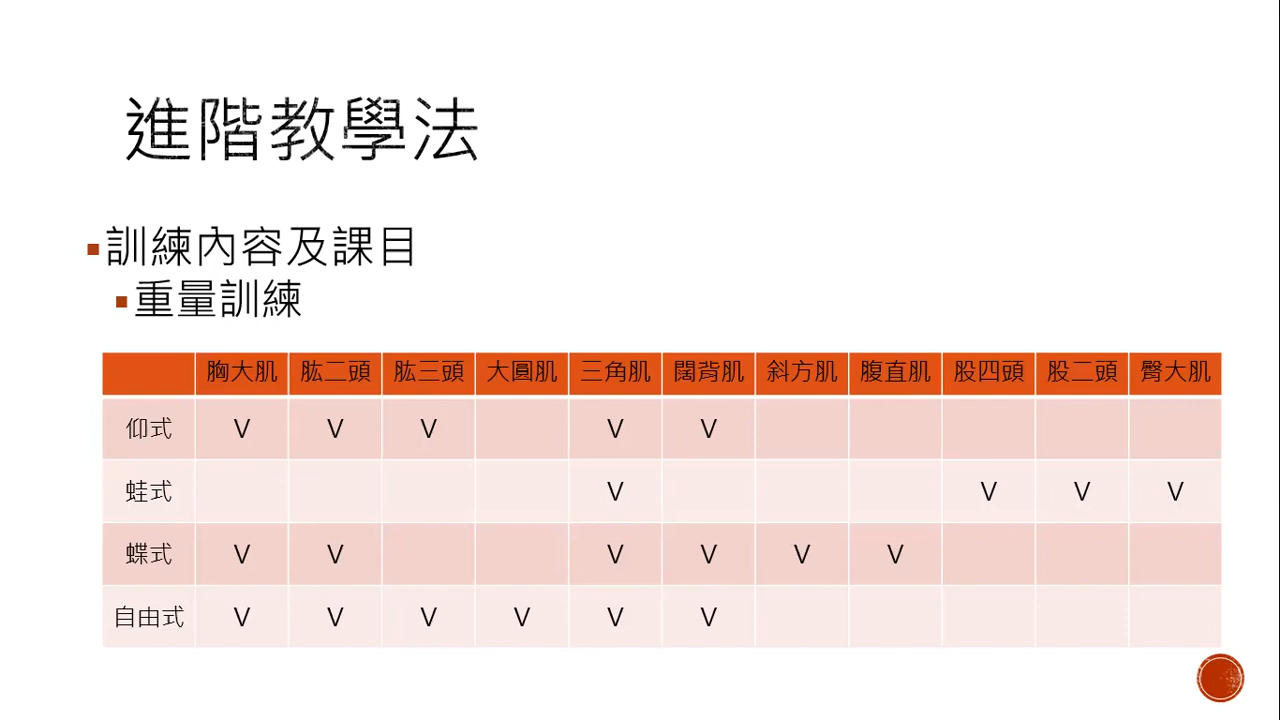 進階教學法
訓練內容及課目
重量訓練
胸大肌 肱二頭 肱三頭 大圓肌 三角肌 闊背肌 斜方肌 腹直肌 股四頭 股二頭 臀大肌
仰式 V V V V V
蛙式 V V V V
蝶式 V V V V V V
自由式 V V V V V V